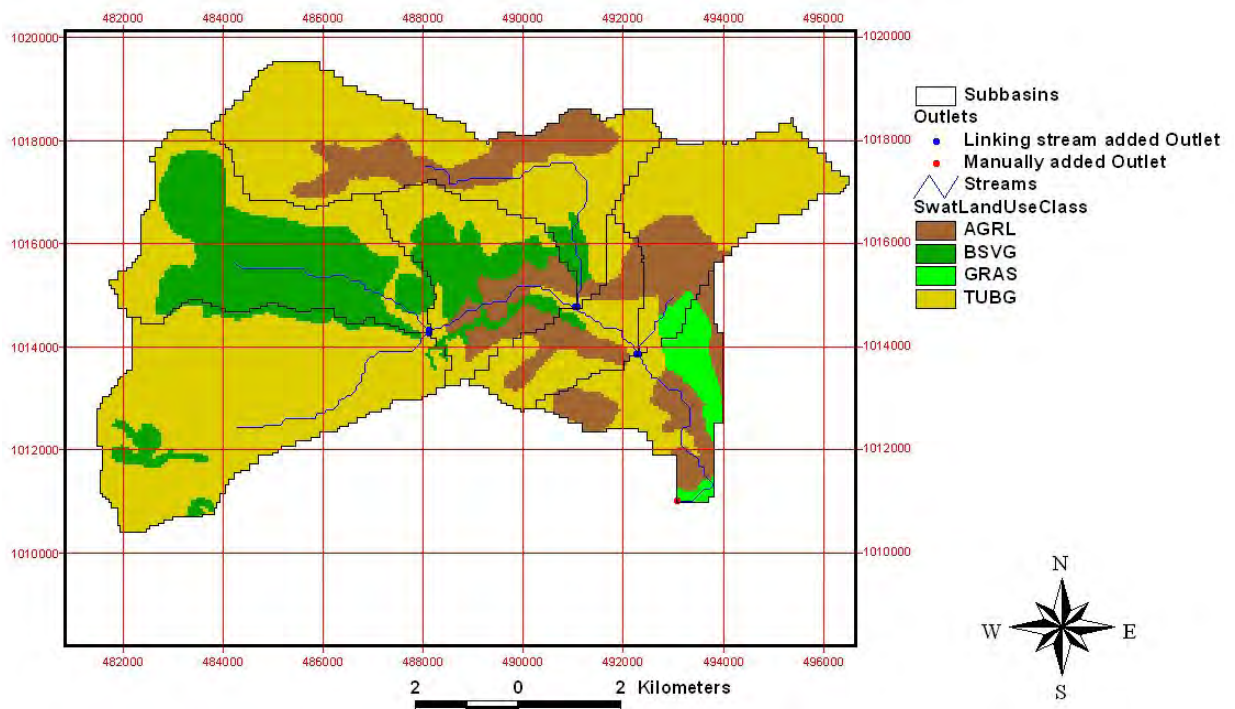 482000 484000 486000 488000 490000 492000 494000 496000
1020000 1020000
1018000 1018000
1016000 1016000
1014000 1014000
1012000 1012000
1010000 1010000
482000 484000 486000 488000 490000 492000 494000 496000
Subbasins
Outlets
Linking stream added Outlet
Manually added Outlet
Streams
SwatLandUseClass
AGRL
BSVG
GRAS
TUBG
N
W E
S
2 0 2 Kilometers